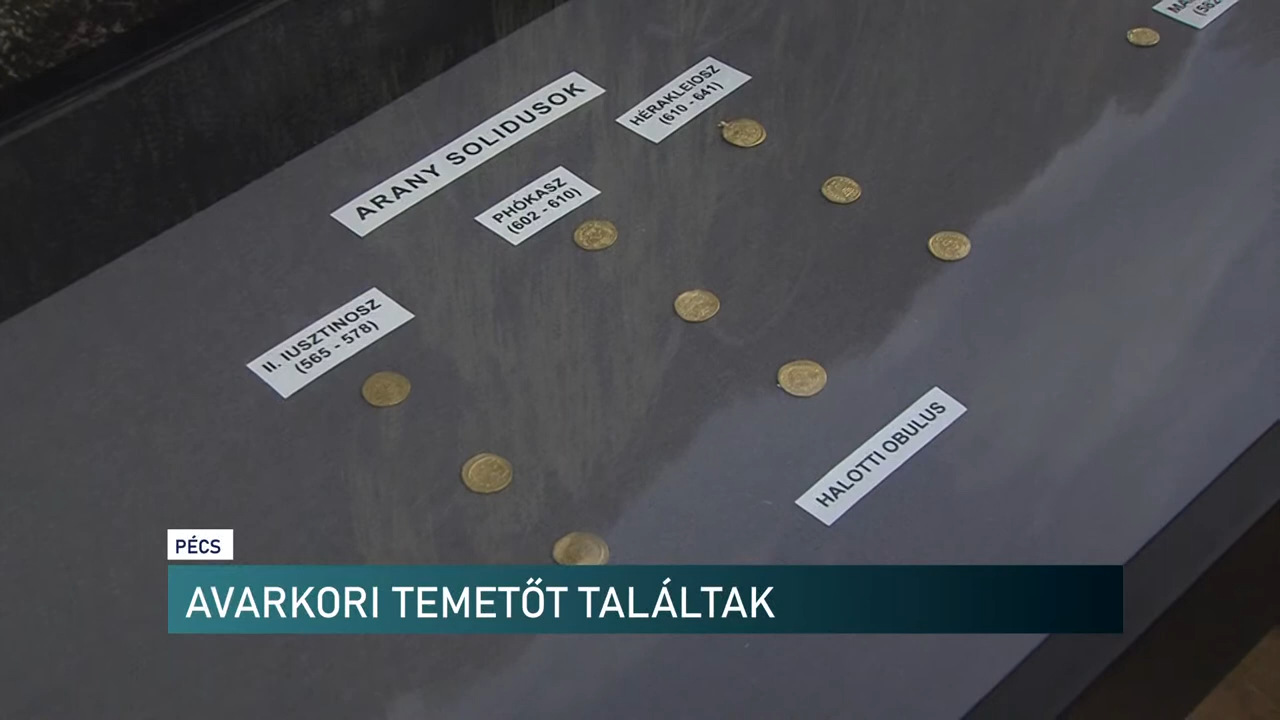 ARANY SOLIDUSOK
HÉRAKLEIOSZ
(610 - 641)
PHÓKASZ
(602 - 610)
II. IUSZTINOSZ
(565 - 578)
HALOTTI OBULUS
PÉCS
AVARKORI TEMETŐT TALÁLTAK